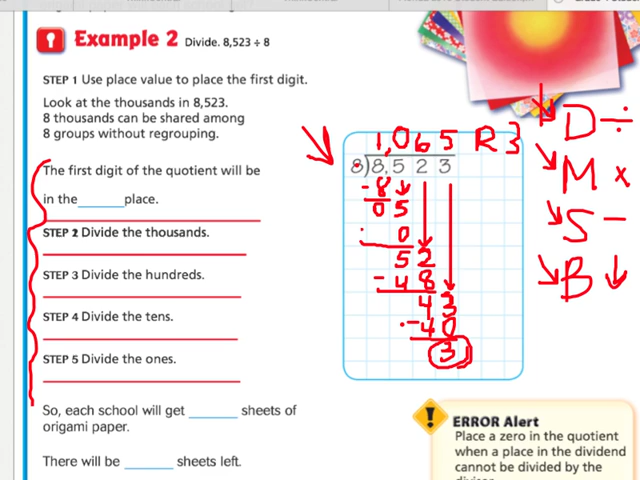 Example 2 Divide. 8,523 ÷ 8
STEP 1 Use place value to place the first digit.
Look at the thousands in 8,523.
8 thousands can be shared among
8 groups without regrouping.
The first digit of the quotient will be
in the ______ place.
STEP 2 Divide the thousands.
STEP 3 Divide the hundreds.
STEP 4 Divide the tens.
STEP 5 Divide the ones.
So, each school will get ______ sheets of
origami paper.
There will be ______ sheets left.
1,065 R3
8)8,523
-8
05
0
52
-48
43
-40
3
D ÷
M ×
S -
B ↓
ERROR Alert
Place a zero in the quotient
when a place in the dividend
cannot be divided by the